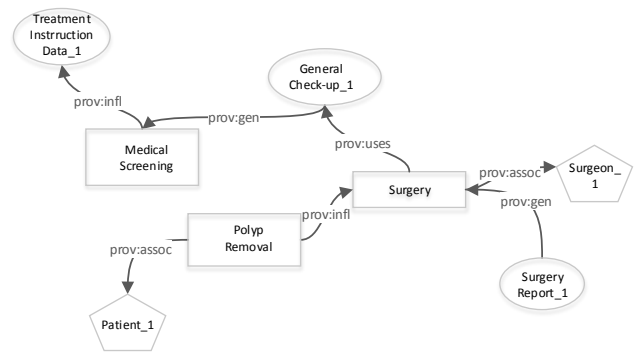 Treatment
Instrruction
Data_1
General
Check-up_1
prov:infl
prov:gen
Medical
Screening
prov:uses
Surgeon_
1
prov:assoc
Surgery
prov:gen
prov:infl
Polyp
Removal
prov:assoc
Surgery
Report_1
Patient_1